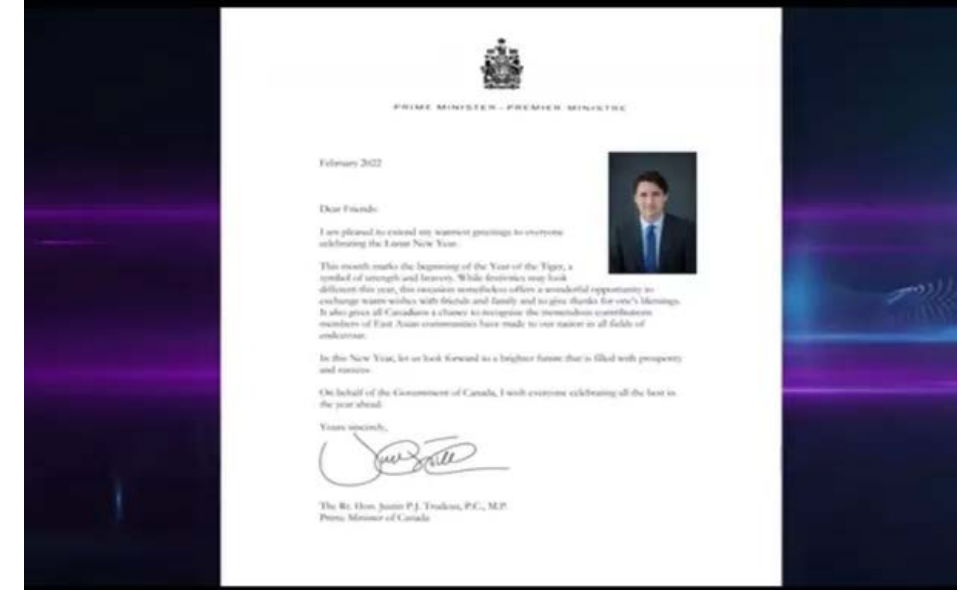 PRIME MINISTER - PREMIER MINISTRE
February 2022
Dear Friends:
I am pleased to extend my warmest greetings to everyone
celebrating the Lunar New Year.
This month marks the beginning of the Year of the Tiger, a
symbol of strength and bravery. While festivities may look
different this year, this occasion nonetheless offers a wonderful opportunity to
exchange warm wishes with friends and family and to give thanks for one's blessings.
It also gives all Canadians a chance to recognize the tremendous contributions
members of East Asian communities have made to our nation in all fields of
endeavour.
In this New Year, let us look forward to a brighter future that is filled with prosperity
and success.
On behalf of the Government of Canada, I wish everyone celebrating all the best in
the year ahead.
Yours sincerely,
The Rt. Hon. Justin P.J. Trudeau, P.C., M.P.
Prime Minister of Canada